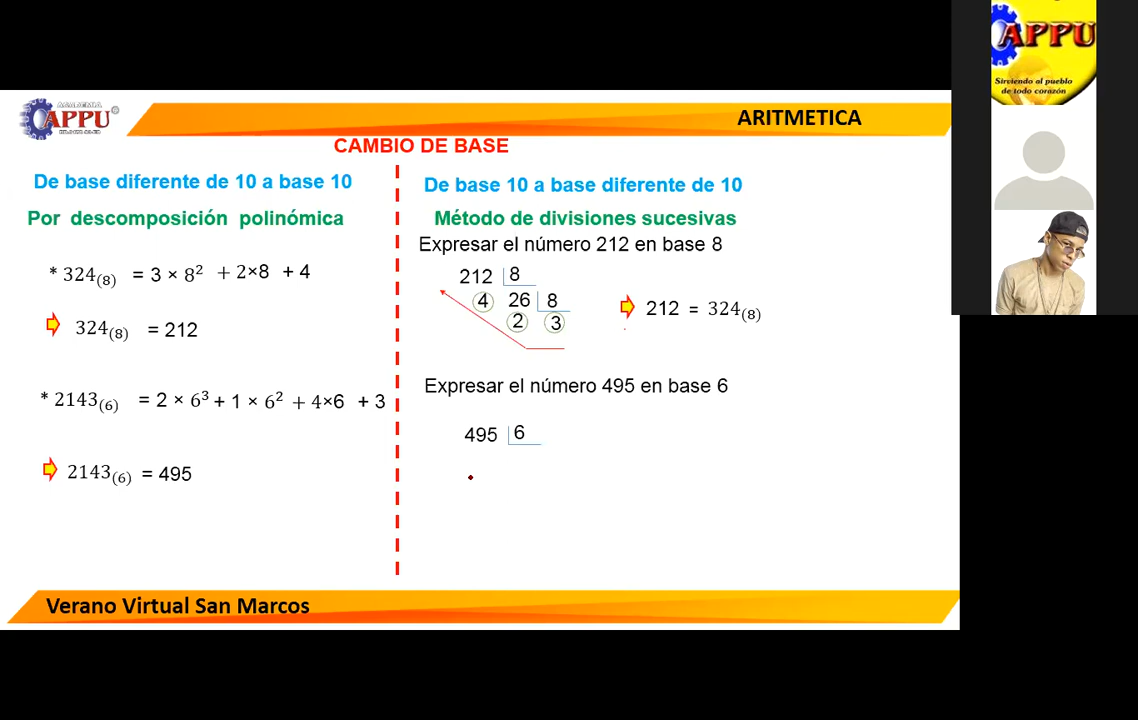 ACADEMIA
APPU
ARITMETICA
CAMBIO DE BASE
De base diferente de 10 a base 10
Por descomposición polinómica
* 324(8) = 3 × 8² + 2×8 + 4
324(8) = 212
* 2143(6) = 2 × 6³ + 1 × 6² + 4×6 + 3
2143(6) = 495
De base 10 a base diferente de 10
Método de divisiones sucesivas
Expresar el número 212 en base 8
212 8
4 26 8
2 3
212 = 324(8)
Expresar el número 495 en base 6
495 6
Verano Virtual San Marcos
APPU
Sirviendo al pueblo
de todo corazón